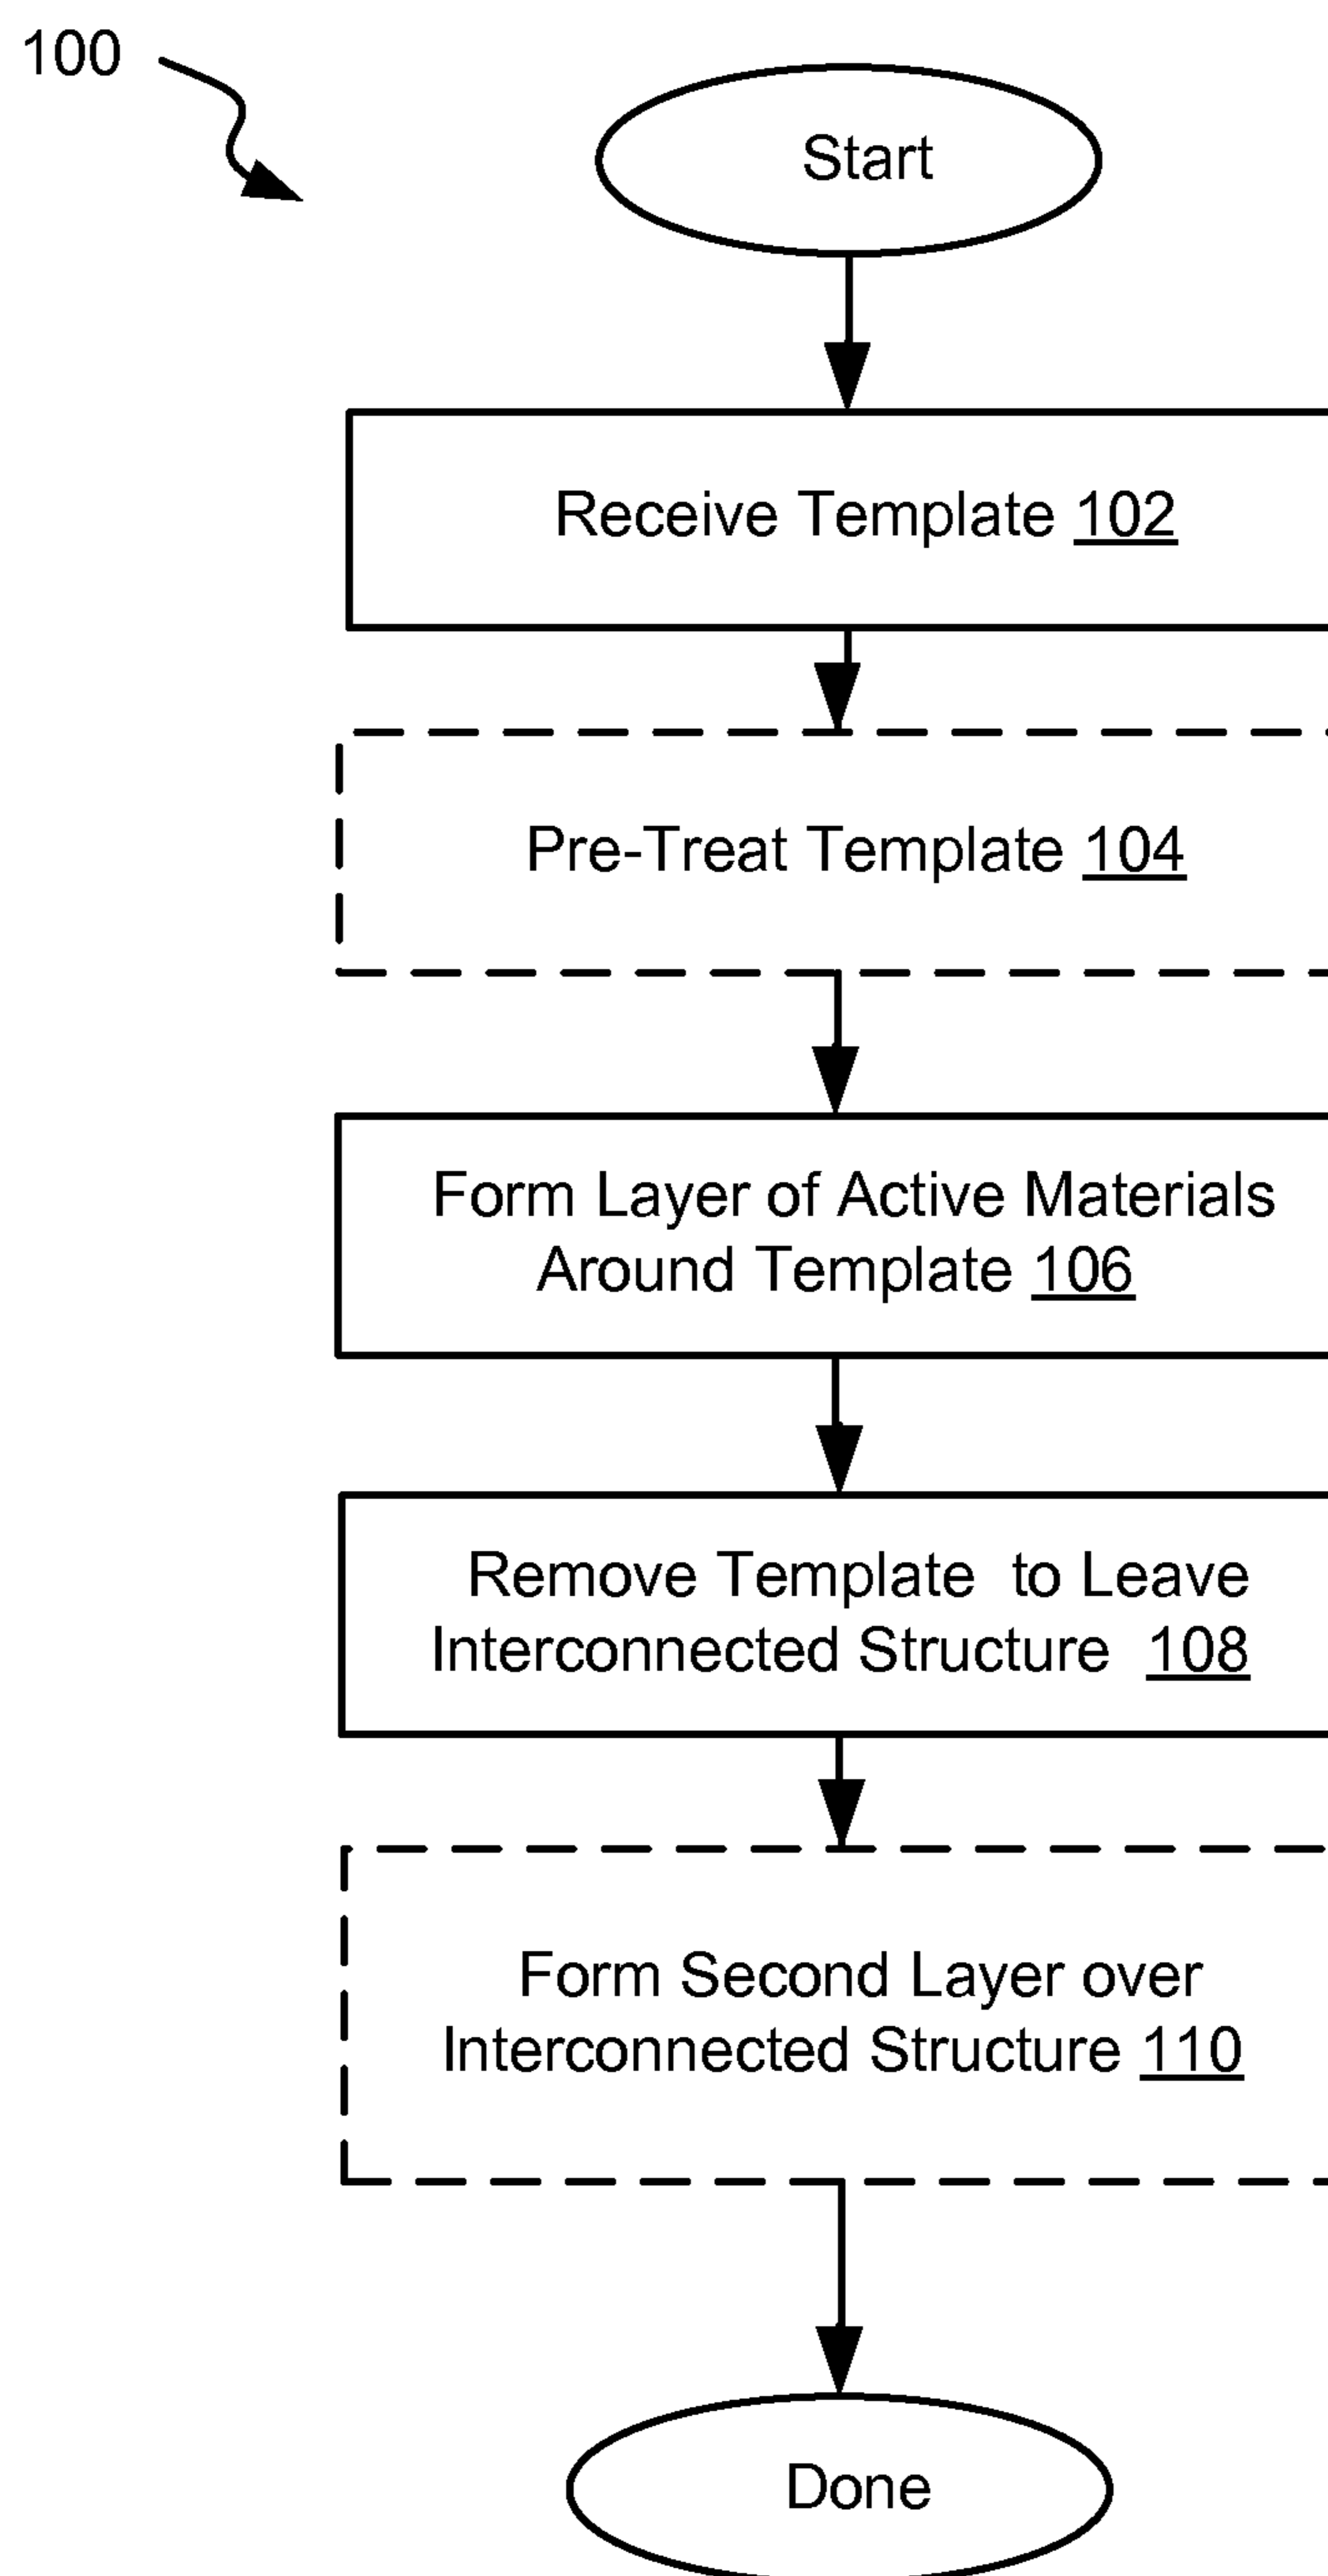 100
Start
Receive Template 102
Pre-Treat Template 104
Form Layer of Active Materials
Around Template 106
Remove Template to Leave
Interconnected Structure 108
Form Second Layer over
Interconnected Structure 110
Done